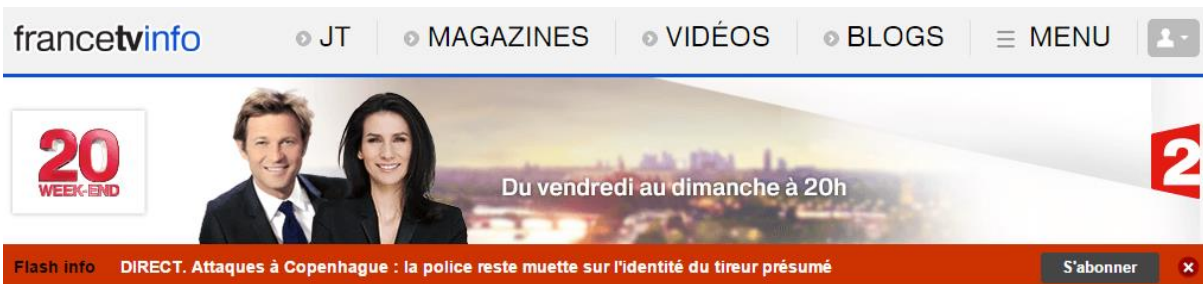 francetvinfo JT MAGAZINES VIDÉOS BLOGS MENU
20
WEEK-END
Du vendredi au dimanche à 20h
2
Flash info DIRECT. Attaques à Copenhague : la police reste muette sur l'identité du tireur présumé S'abonner